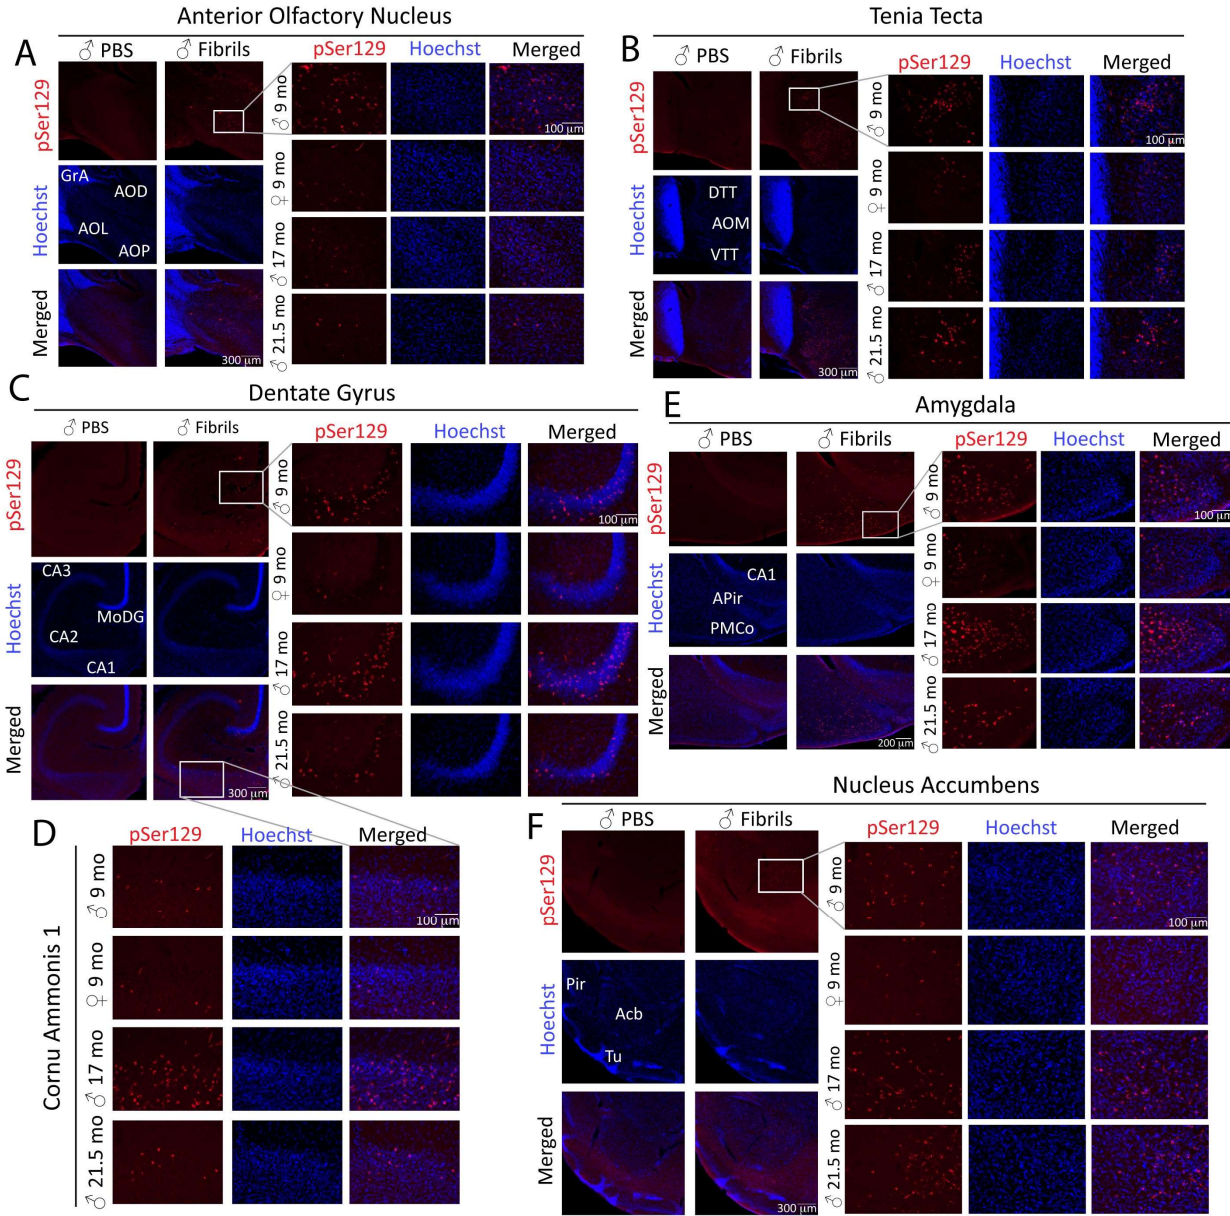 Anterior Olfactory Nucleus
A
♂ PBS ♂ Fibrils pSer129 Hoechst Merged
pSer129
Hoechst
Merged
GrA
AOD
AOL
AOP
300 µm
♂ 9 mo
♀ 9 mo
♂ 17 mo
♂ 21.5 mo
100 µm
Tenia Tecta
B
♂ PBS ♂ Fibrils pSer129 Hoechst Merged
pSer129
Hoechst
Merged
DTT
AOM
VTT
300 µm
♂ 9 mo
♀ 9 mo
♂ 17 mo
♂ 21.5 mo
100 µm
C
Dentate Gyrus
♂ PBS ♂ Fibrils pSer129 Hoechst Merged
pSer129
Hoechst
Merged
CA3
MoDG
CA2
CA1
300 µm
♂ 9 mo
♀ 9 mo
♂ 17 mo
♂ 21.5 mo
100 µm
D
Cornu Ammonis 1
pSer129 Hoechst Merged
♂ 9 mo
♀ 9 mo
♂ 17 mo
♂ 21.5 mo
100 µm
E
Amygdala
♂ PBS ♂ Fibrils pSer129 Hoechst Merged
pSer129
Hoechst
Merged
CA1
APir
PMCo
200 µm
♂ 9 mo
♀ 9 mo
♂ 17 mo
♂ 21.5 mo
100 µm
Nucleus Accumbens
F
♂ PBS ♂ Fibrils pSer129 Hoechst Merged
pSer129
Hoechst
Merged
Pir
Acb
Tu
300 µm
♂ 9 mo
♀ 9 mo
♂ 17 mo
♂ 21.5 mo
100 µm